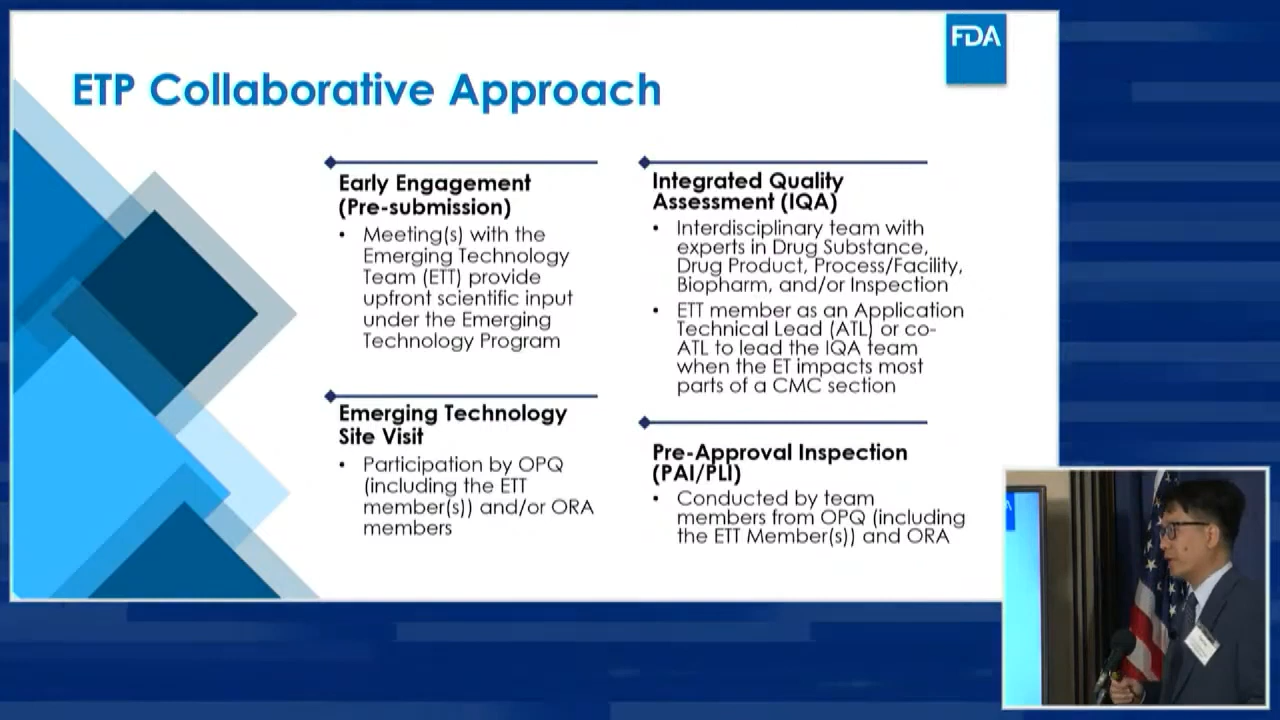 FDA
ETP Collaborative Approach
Early Engagement
(Pre-submission)
• Meeting(s) with the
Emerging Technology
Team (ETT) provide
upfront scientific input
under the Emerging
Technology Program
Emerging Technology
Site Visit
• Participation by OPQ
(including the ETT
member(s)) and/or ORA
members
Integrated Quality
Assessment (IQA)
• Interdisciplinary team with
experts in Drug Substance,
Drug Product, Process/Facility,
Biopharm, and/or Inspection
• ETT member as an Application
Technical Lead (ATL) or co-
ATL to lead the IQA team
when the ET impacts most
parts of a CMC section
Pre-Approval Inspection
(PAI/PLI)
• Conducted by team
members from OPQ (including
the ETT Member(s)) and ORA